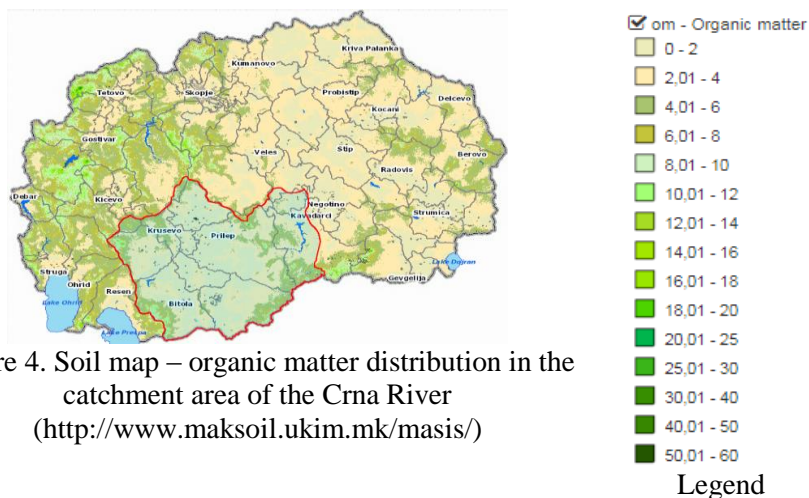 Kriva Palanka
Kumanovo
Tetovo
Skopje
Probistip
Delcevo
Kocani
Gostivar
Veles
Stip
Berovo
Radovis
Debar
Kicevo
Negotino
Kavadarci
Strumica
Krusevo
Prilep
Struga
Ohrid
Resen
Lake Dojran
Gevgelija
Lake Ohrid
Bitola
Lake Prespa
re 4. Soil map – organic matter distribution in the
catchment area of the Crna River
(http://www.maksoil.ukim.mk/masis/)
om - Organic matter
0 - 2
2,01 - 4
4,01 - 6
6,01 - 8
8,01 - 10
10,01 - 12
12,01 - 14
14,01 - 16
16,01 - 18
18,01 - 20
20,01 - 25
25,01 - 30
30,01 - 40
40,01 - 50
50,01 - 60
Legend